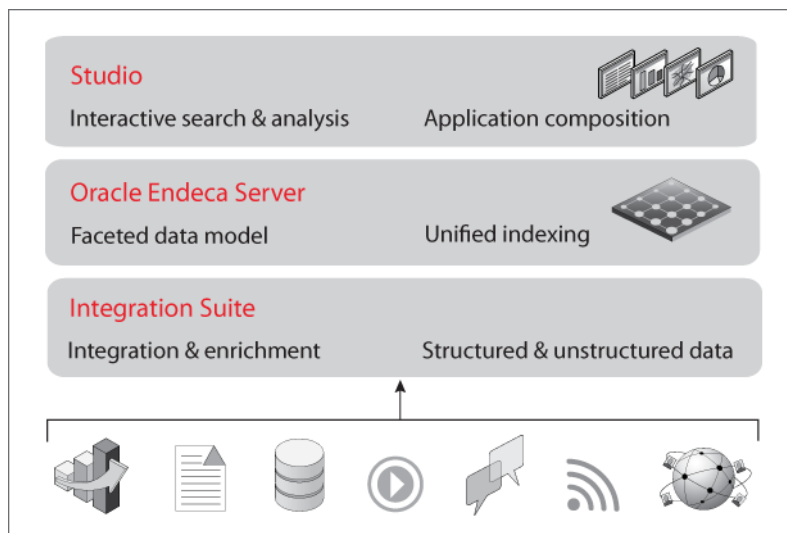 Studio
Interactive search & analysis
Application composition
Oracle Endeca Server
Faceted data model
Unified indexing
Integration Suite
Integration & enrichment
Structured & unstructured data